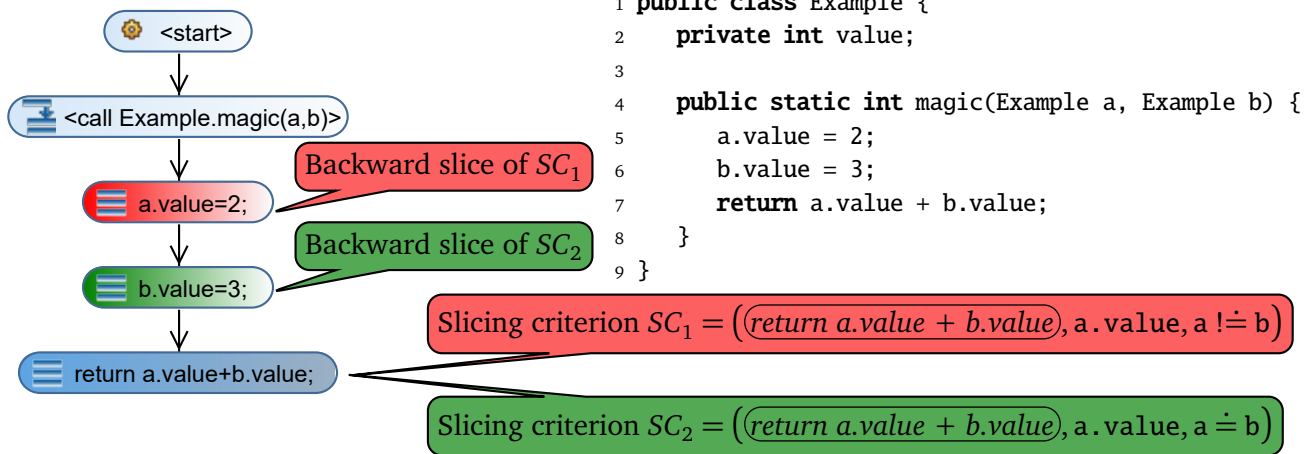 <start>
<call Example.magic(a,b)>
a.value=2;
Backward slice of SC₁
b.value=3;
Backward slice of SC₂
return a.value+b.value;
1 public class Example {
2 private int value;
3
4 public static int magic(Example a, Example b) {
5 a.value = 2;
6 b.value = 3;
7 return a.value + b.value;
8 }
9 }
Slicing criterion SC₁ = (return a.value + b.value, a.value, a !≐ b)
Slicing criterion SC₂ = (return a.value + b.value, a.value, a ≐ b)